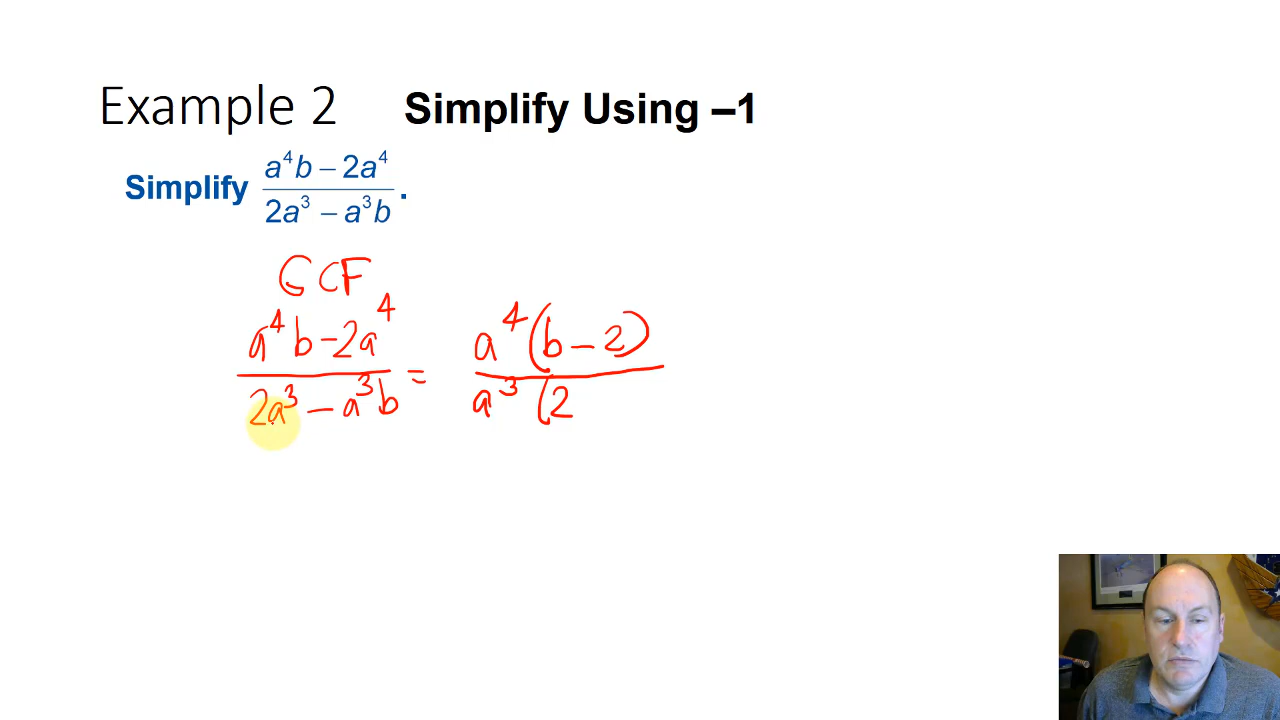 Example 2 Simplify Using –1
Simplify (a⁴b – 2a⁴)/(2a³ – a³b).
GCF
(a⁴b – 2a⁴)/(2a³ – a³b) = a⁴(b – 2)/a³(2